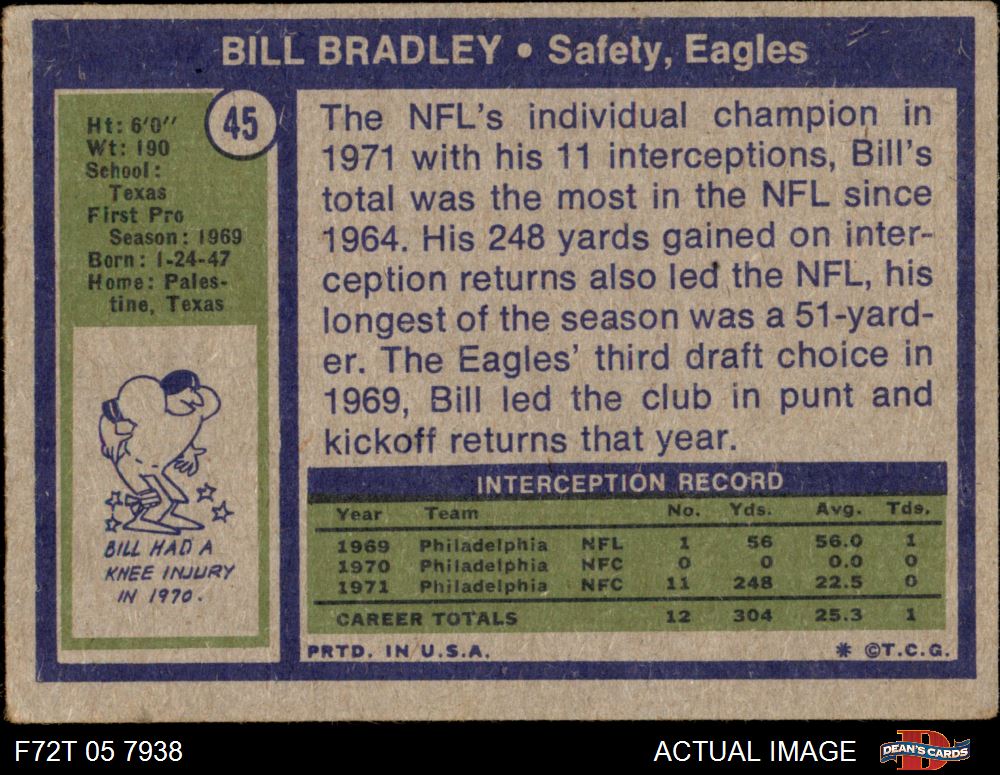 BILL BRADLEY • Safety, Eagles
45
Ht: 6'0"
Wt: 190
School:
Texas
First Pro
Season: 1969
Born: 1-24-47
Home: Pales-
tine, Texas
BILL HAD A
KNEE INJURY
IN 1970.
The NFL's individual champion in
1971 with his 11 interceptions, Bill's
total was the most in the NFL since
1964. His 248 yards gained on inter-
ception returns also led the NFL, his
longest of the season was a 51-yard-
er. The Eagles' third draft choice in
1969, Bill led the club in punt and
kickoff returns that year.
INTERCEPTION RECORD
Year Team No. Yds. Avg. Tds.
1969 Philadelphia NFL 1 56 56.0 1
1970 Philadelphia NFC 0 0 0.0 0
1971 Philadelphia NFC 11 248 22.5 0
CAREER TOTALS 12 304 25.3 1
PRTD. IN U.S.A. * ©T.C.G.
F72T 05 7938 ACTUAL IMAGE DEAN'S CARDS